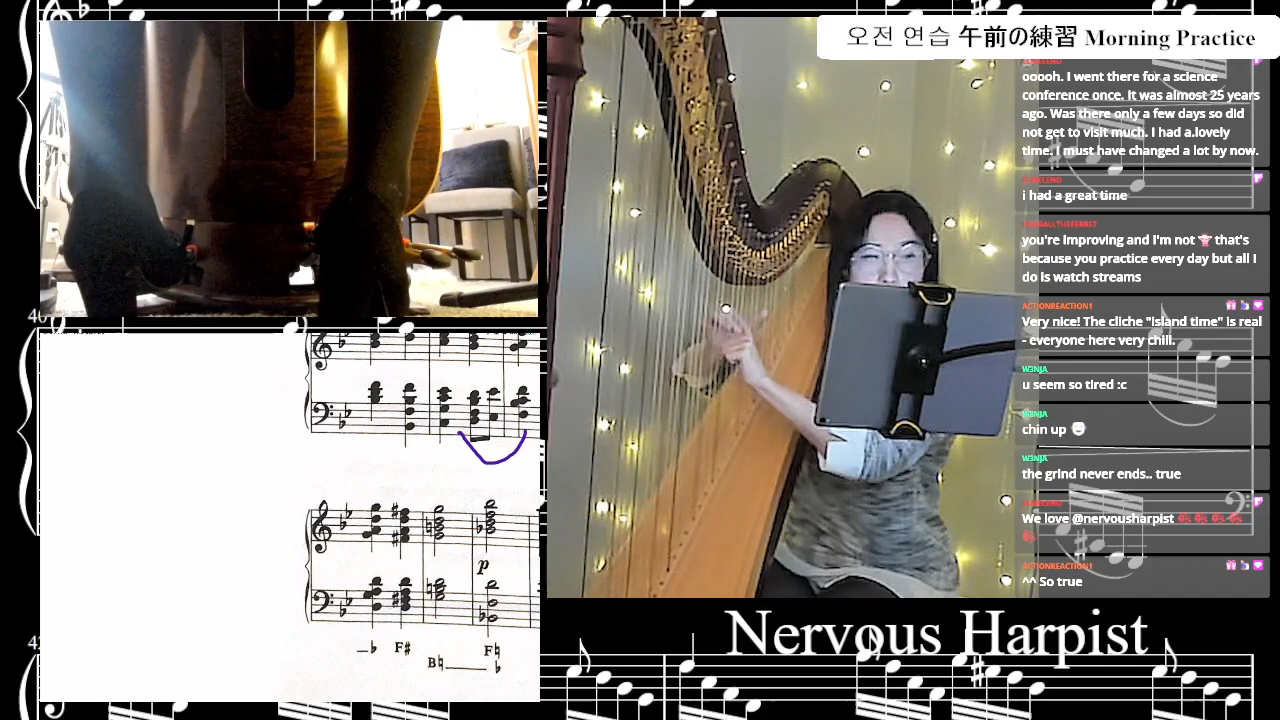 오전 연습 午前の練習 Morning Practice
ooooh. I went there for a science
conference once. It was almost 25 years
ago. Was there only a few days so did
not get to visit much. I had a.lovely
time. I must have changed a lot by now.
i had a great time
you're improving and I'm not that's
because you practice every day but all I
do is watch streams
ACTIONREACTION1
Very nice! The cliche "island time" is real
- everyone here very chill.
W3NJA
u seem so tired :c
W3NJA
chin up
W3NJA
the grind never ends.. true
We love @nervousharpist
ACTIONREACTION1
^^ So true
p
♭ F#
B♮ F♮
♭
Nervous Harpist